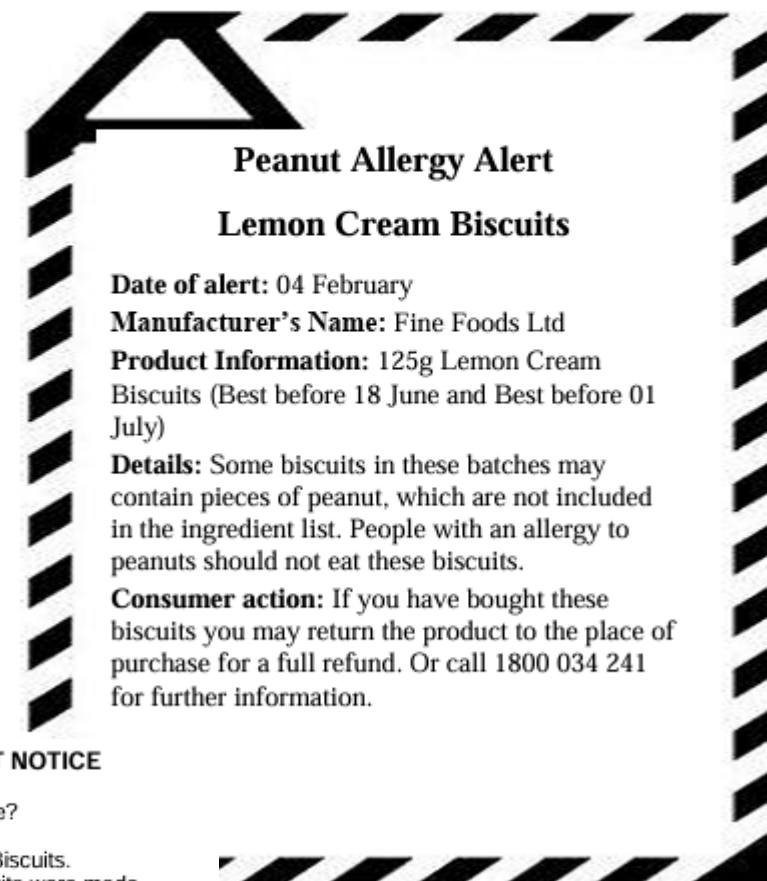 Peanut Allergy Alert
Lemon Cream Biscuits
Date of alert: 04 February
Manufacturer's Name: Fine Foods Ltd
Product Information: 125g Lemon Cream
Biscuits (Best before 18 June and Best before 01
July)
Details: Some biscuits in these batches may
contain pieces of peanut, which are not included
in the ingredient list. People with an allergy to
peanuts should not eat these biscuits.
Consumer action: If you have bought these
biscuits you may return the product to the place of
purchase for a full refund. Or call 1800 034 241
for further information.
NOTICE
e?
Biscuits.
were made